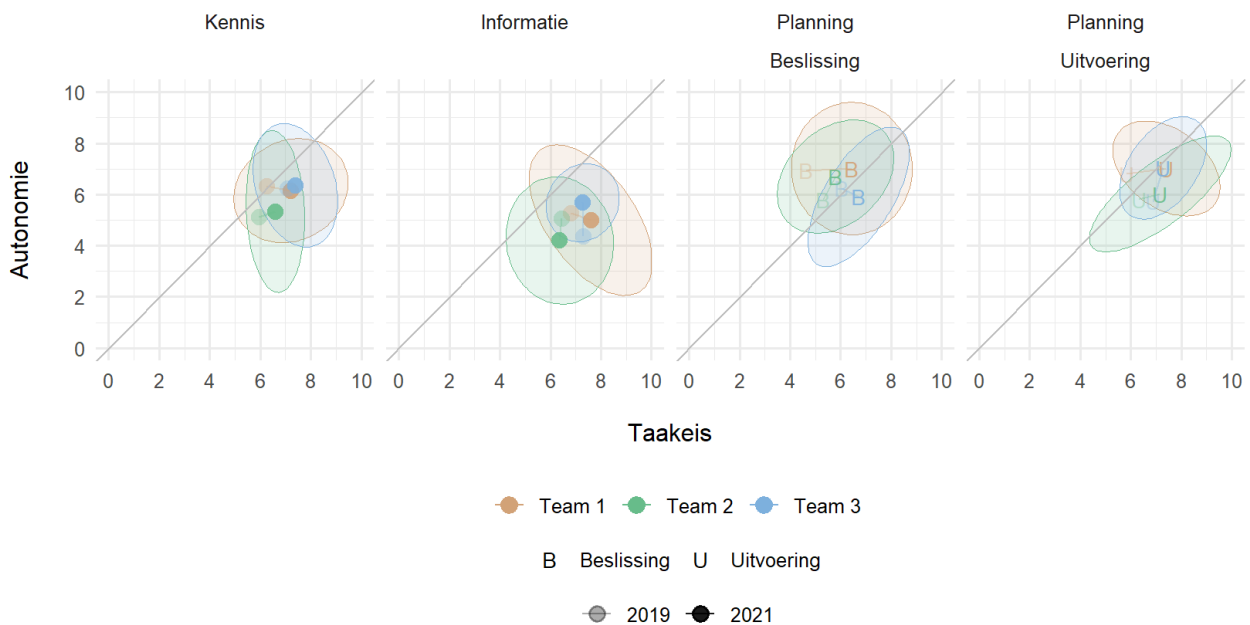 Kennis
Informatie
Planning
Planning
Beslissing
Uitvoering
Autonomie
10
8
6
4
2
0
0 2 4 6 8 10
0 2 4 6 8 10
0 2 4 6 8 10
0 2 4 6 8 10
B B
B
B
B
U U
U
U
Taakeis
Team 1 Team 2 Team 3
B Beslissing U Uitvoering
2019 2021